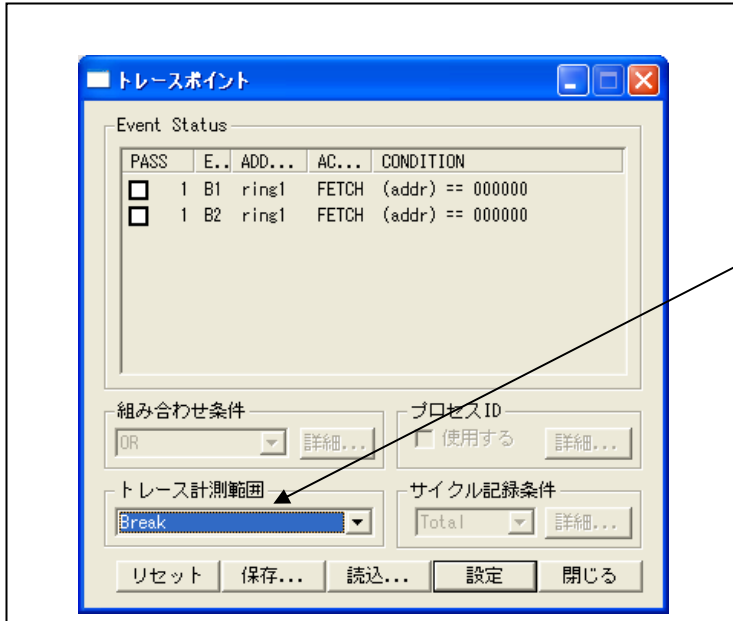 トレースポイント
Event Status
PASS E.. ADD... AC... CONDITION
1 B1 ring1 FETCH (addr) == 000000
1 B2 ring1 FETCH (addr) == 000000
組み合わせ条件
OR 詳細...
プロセスID
使用する 詳細...
トレース計測範囲
Break
サイクル記録条件
Total 詳細...
リセット 保存... 読込... 設定 閉じる